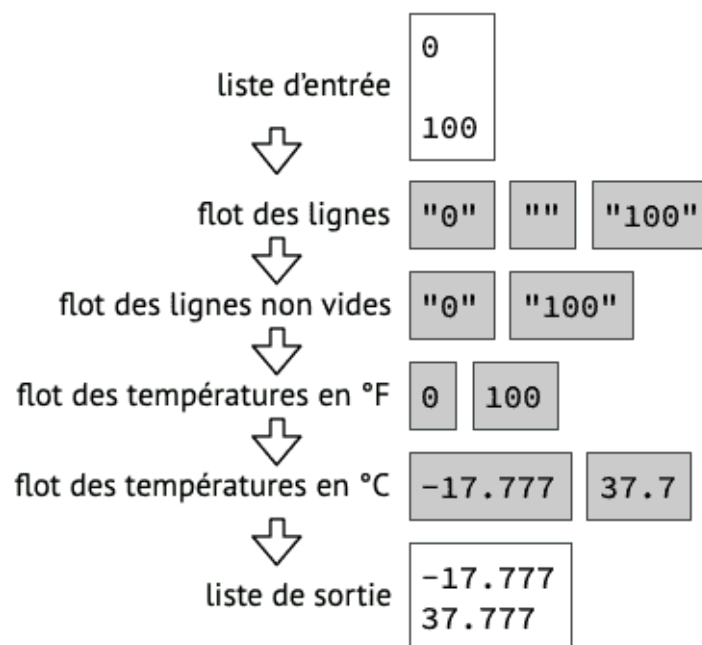 0
liste d'entrée
100
flot des lignes "0" "" "100"
flot des lignes non vides "0" "100"
flot des températures en °F 0 100
flot des températures en °C -17.777 37.7
-17.777
liste de sortie
37.777